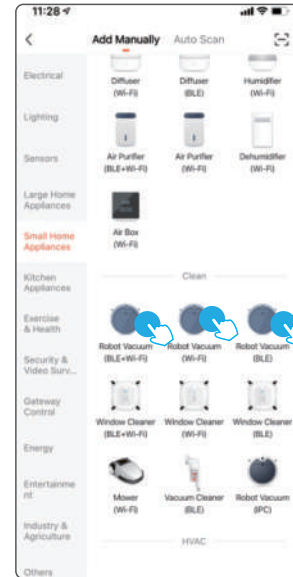 11:28
Add Manually Auto Scan
Electrical
Lighting
Sensors
Large Home
Appliances
Small Home
Appliances
Kitchen
Appliances
Exercise
& Health
Security &
Video Surv...
Gateway
Control
Energy
Entertainme
nt
Industry &
Agriculture
Others
Diffuser
(Wi-Fi)
Diffuser
(BLE)
Humidifier
(Wi-Fi)
Air Purifier
(BLE+Wi-Fi)
Air Purifier
(Wi-Fi)
Dehumidifier
(Wi-Fi)
Air Box
(Wi-Fi)
Clean
Robot Vacuum
(BLE+Wi-Fi)
Robot Vacuum
(Wi-Fi)
Robot Vacuum
(BLE)
Window Cleaner
(BLE+Wi-Fi)
Window Cleaner
(Wi-Fi)
Window Cleaner
(BLE)
Mower
(Wi-Fi)
Vacuum Cleaner
(BLE)
Robot Vacuum
(IPC)
HVAC